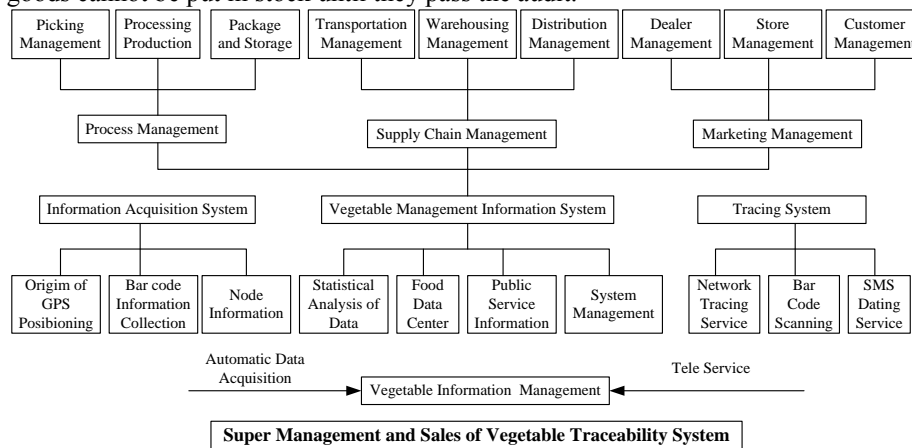 goods cannot be put in stock until they pass the audit.
Picking
Management
Processing
Production
Package
and Storage
Transportation
Management
Warehousing
Management
Distribution
Management
Dealer
Management
Store
Management
Customer
Management
Process Management
Supply Chain Management
Marketing Management
Information Acquisition System
Vegetable Management Information System
Tracing System
Origim of
GPS
Posibioning
Bar code
Information
Collection
Node
Information
Statistical
Analysis of
Data
Food
Data
Center
Public
Service
Information
System
Management
Network
Tracing
Service
Bar
Code
Scanning
SMS
Dating
Service
Automatic Data
Acquisition
Vegetable Information Management
Tele Service
Super Management and Sales of Vegetable Traceability System